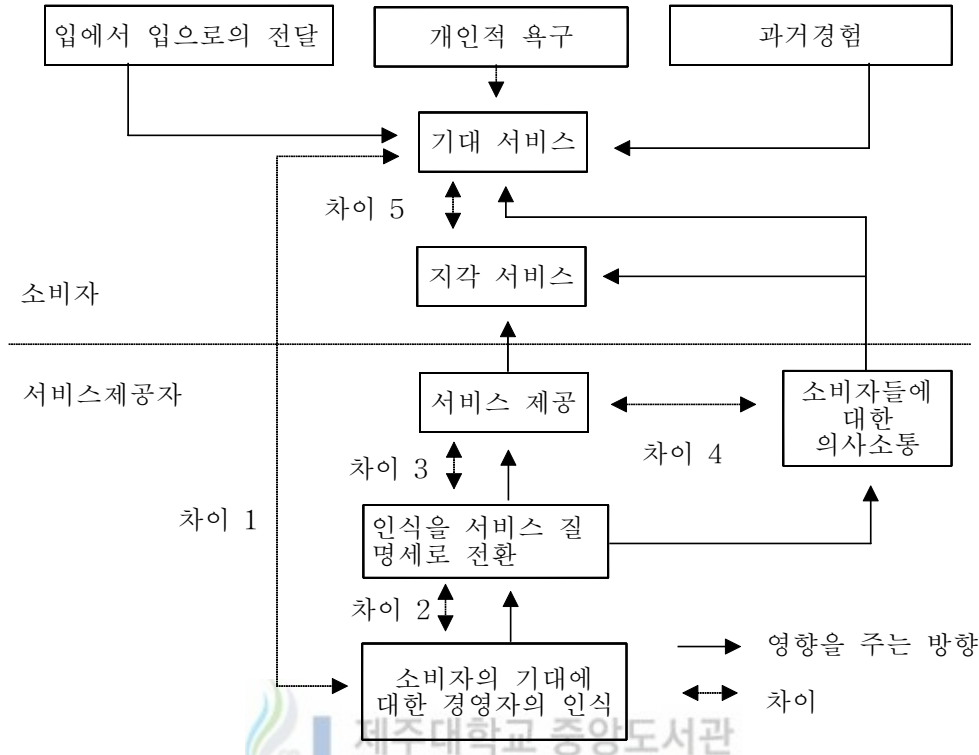 입에서 입으로의 전달
개인적 욕구
과거경험
기대 서비스
차이 5
지각 서비스
소비자
서비스제공자
서비스 제공
소비자들에
대한
의사소통
차이 3
차이 4
차이 1
인식을 서비스 질
명세로 전환
차이 2
소비자의 기대에
대한 경영자의 인식
영향을 주는 방향
차이
제주대학교 중앙도서관